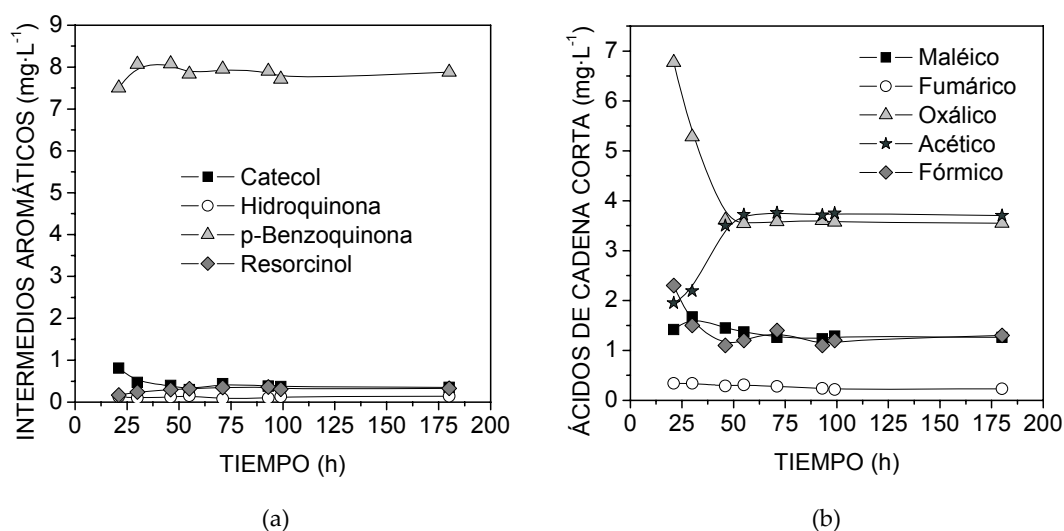 INTERMEDIOS AROMÁTICOS (mg·L⁻¹)
9
8
7
6
5
4
3
2
1
0
Catecol
Hidroquinona
p-Benzoquinona
Resorcinol
0 25 50 75 100 125 150 175 200
TIEMPO (h)
(a)
ÁCIDOS DE CADENA CORTA (mg·L⁻¹)
7
6
5
4
3
2
1
0
Maléico
Fumárico
Oxálico
Acético
Fórmico
0 25 50 75 100 125 150 175 200
TIEMPO (h)
(b)